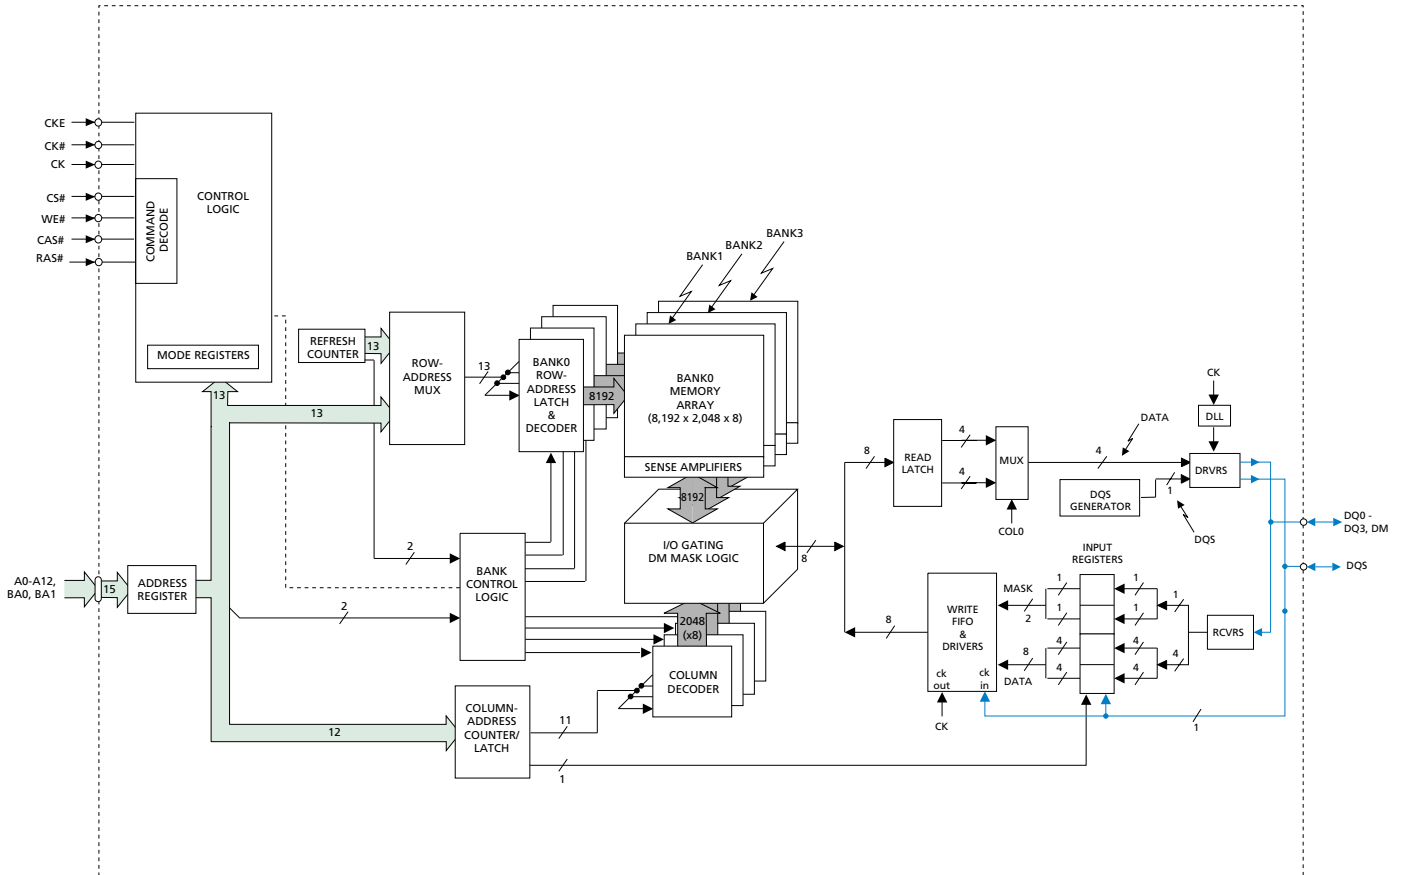 CKE
CK#
CK
CS#
WE#
CAS#
RAS#
COMMAND
DECODE
CONTROL
LOGIC
MODE REGISTERS
BANK3
BANK2
BANK1
REFRESH
COUNTER
13
ROW-
ADDRESS
MUX
13
13
13
BANK0
ROW-
ADDRESS
LATCH
&
DECODER
8192
BANK0
MEMORY
ARRAY
(8,192 x 2,048 x 8)
SENSE AMPLIFIERS
8192
I/O GATING
DM MASK LOGIC
8
2
BANK
CONTROL
LOGIC
2
A0-A12,
BA0, BA1
15
ADDRESS
REGISTER
2048
(x8)
COLUMN
DECODER
COLUMN-
ADDRESS
COUNTER/
LATCH
12
11
1
8
READ
LATCH
4
4
MUX
COL0
4
DATA
CK
DLL
DRVRS
DQS
GENERATOR
1
DQS
DQ0 -
DQ3, DM
DQS
INPUT
REGISTERS
8
WRITE
FIFO
&
DRIVERS
ck
out
ck
in
CK
MASK
2
8
DATA
1
1
4
4
1
1
4
4
1
4
RCVRS
1